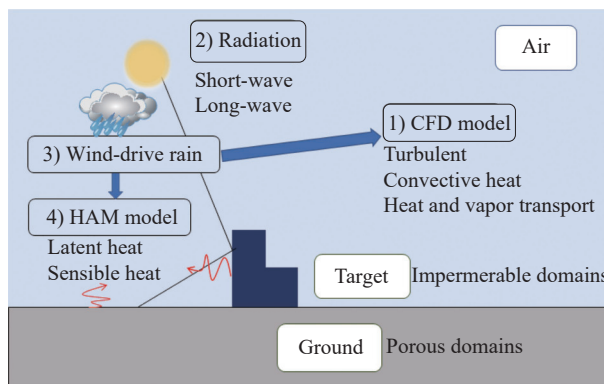 2) Radiation
Short-wave
Long-wave
Air
1) CFD model
Turbulent
Convective heat
Heat and vapor transport
3) Wind-drive rain
4) HAM model
Latent heat
Sensible heat
Target
Impermerable domains
Ground
Porous domains